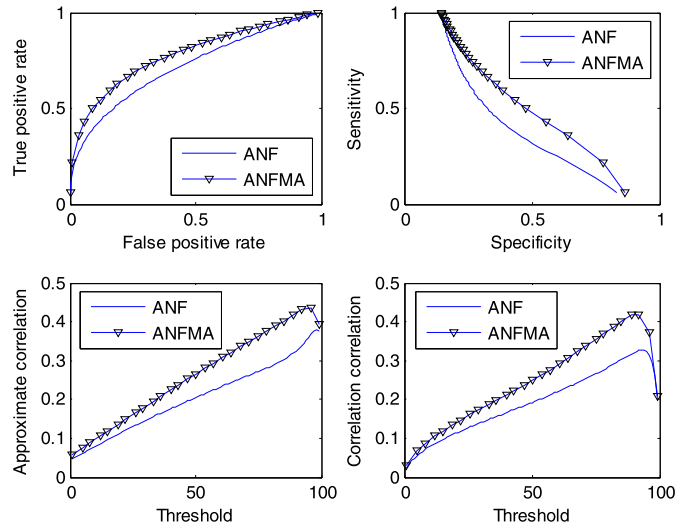 True positive rate
1
0.5
0
0
0.5
1
False positive rate
ANF
ANFMA
Sensitivity
1
0.5
0
0
0.5
1
Specificity
ANF
ANFMA
Approximate correlation
0.5
0.4
0.3
0.2
0.1
0
0
50
100
Threshold
ANF
ANFMA
Correlation correlation
0.5
0.4
0.3
0.2
0.1
0
0
50
100
Threshold
ANF
ANFMA